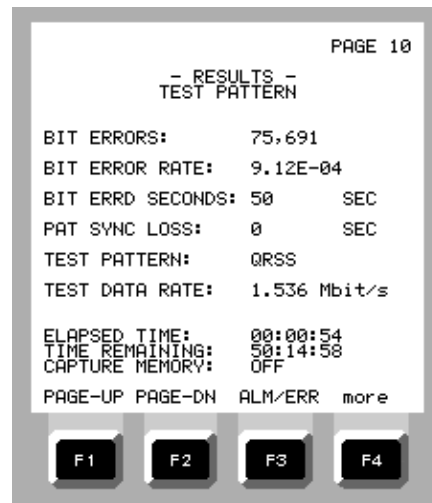 PAGE 10
- RESULTS -
TEST PATTERN
BIT ERRORS: 75,691
BIT ERROR RATE: 9.12E-04
BIT ERRD SECONDS: 50 SEC
PAT SYNC LOSS: 0 SEC
TEST PATTERN: QRSS
TEST DATA RATE: 1.536 Mbit/s
ELAPSED TIME: 00:00:54
TIME REMAINING: 50:14:58
CAPTURE MEMORY: OFF
PAGE-UP PAGE-DN ALM/ERR more
F1 F2 F3 F4